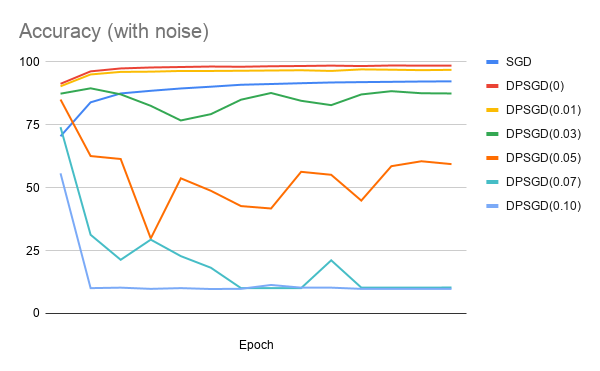 Accuracy (with noise)
100
75
50
25
0
Epoch
SGD
DPSGD(0)
DPSGD(0.01)
DPSGD(0.03)
DPSGD(0.05)
DPSGD(0.07)
DPSGD(0.10)